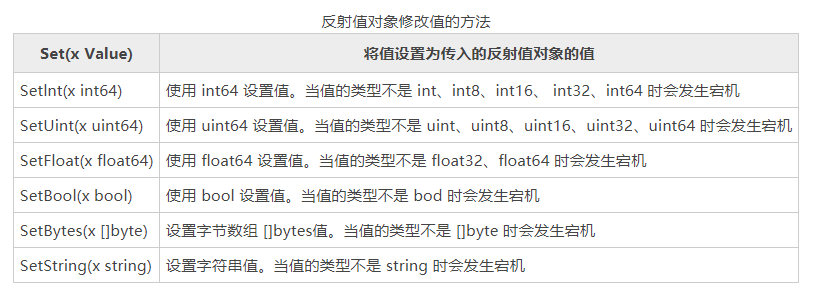 反射值对象修改值的方法
Set(x Value) 将值设置为传入的反射值对象的值
SetInt(x int64) 使用 int64 设置值。当值的类型不是 int、int8、int16、 int32、int64 时会发生宕机
SetUint(x uint64) 使用 uint64 设置值。当值的类型不是 uint、uint8、uint16、uint32、uint64 时会发生宕机
SetFloat(x float64) 使用 float64 设置值。当值的类型不是 float32、float64 时会发生宕机
SetBool(x bool) 使用 bool 设置值。当值的类型不是 bod 时会发生宕机
SetBytes(x []byte) 设置字节数组 []bytes值。当值的类型不是 []byte 时会发生宕机
SetString(x string) 设置字符串值。当值的类型不是 string 时会发生宕机